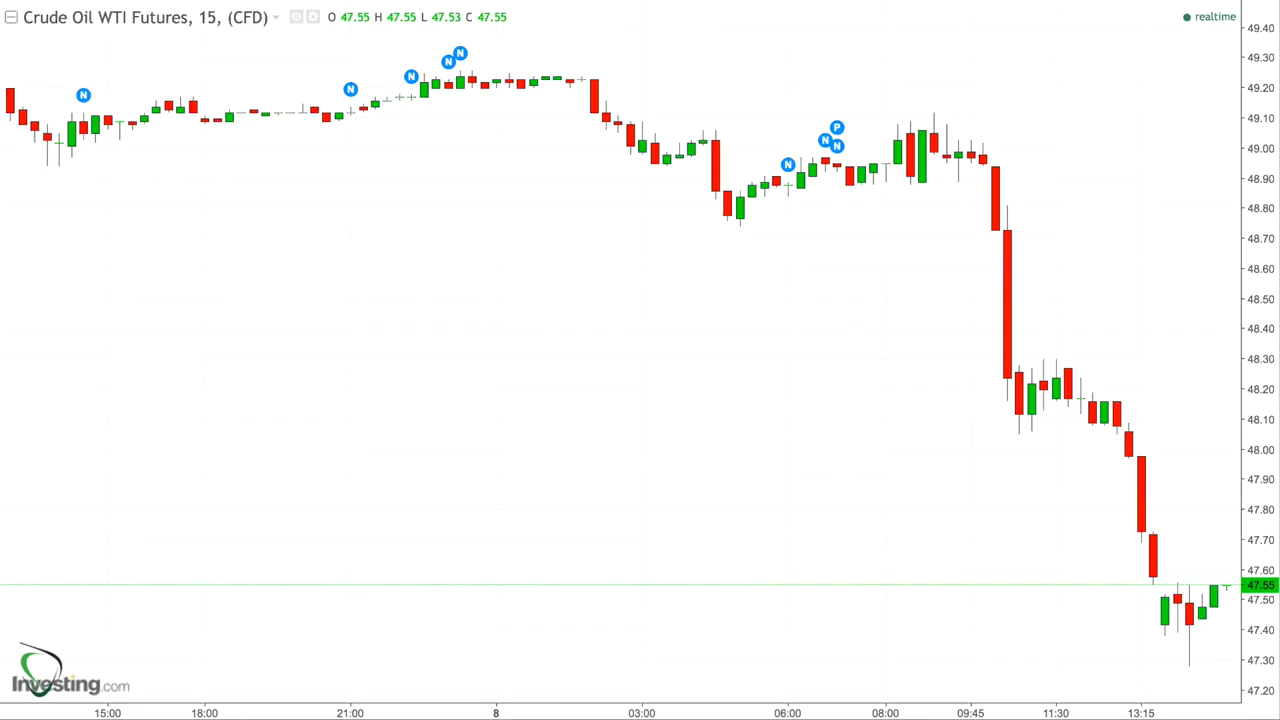 Crude Oil WTI Futures, 15, (CFD) O 47.55 H 47.55 L 47.53 C 47.55
realtime
N
N
N
N
N
P
N
N
N
49.40
49.30
49.20
49.10
49.00
48.90
48.80
48.70
48.60
48.50
48.40
48.30
48.20
48.10
48.00
47.90
47.80
47.70
47.60
47.55
47.50
47.40
47.30
47.20
Investing.com
15:00 18:00 21:00 8 03:00 06:00 08:00 09:45 11:30 13:15